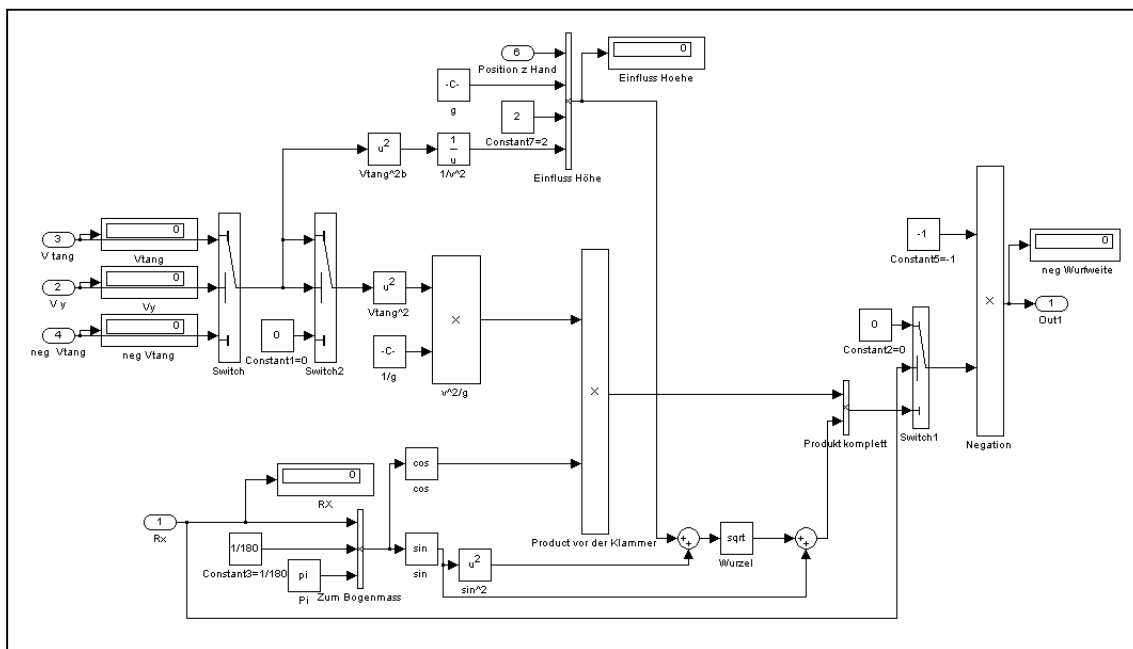 6
Position z Hand
0
Einfluss Hoehe
-C-
g
2
Constant7=2
u²
Vtang^2b
1
u
1/v^2
Einfluss Höhe
3
V tang
0
Vtang
2
V y
0
Vy
4
neg Vtang
0
neg Vtang
Switch
0
Constant1=0
Switch2
u²
Vtang^2
-C-
1/g
×
v^2/g
×
Product vor der Klammer
-1
Constant5=-1
0
neg Wurfweite
×
Negation
1
Out1
0
Constant2=0
Switch1
×
Produkt komplett
1
Rx
0
RX
1/180
Constant3=1/180
pi
Pi
Zum Bogenmass
cos
cos
sin
sin
u²
sin^2
+
+
sqrt
Wurzel
+
+